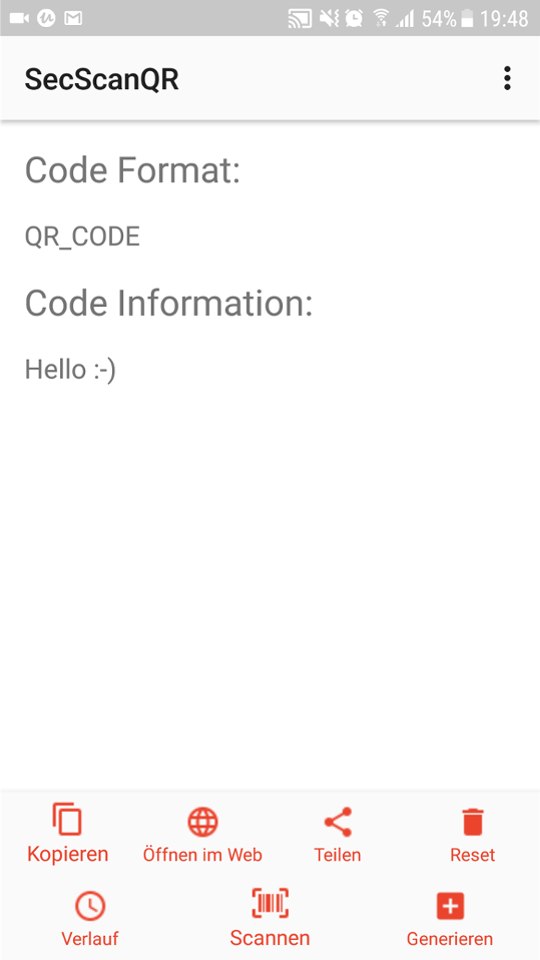 54% 19:48
SecScanQR
Code Format:
QR_CODE
Code Information:
Hello :-)
Kopieren Öffnen im Web Teilen Reset
Verlauf Scannen Generieren